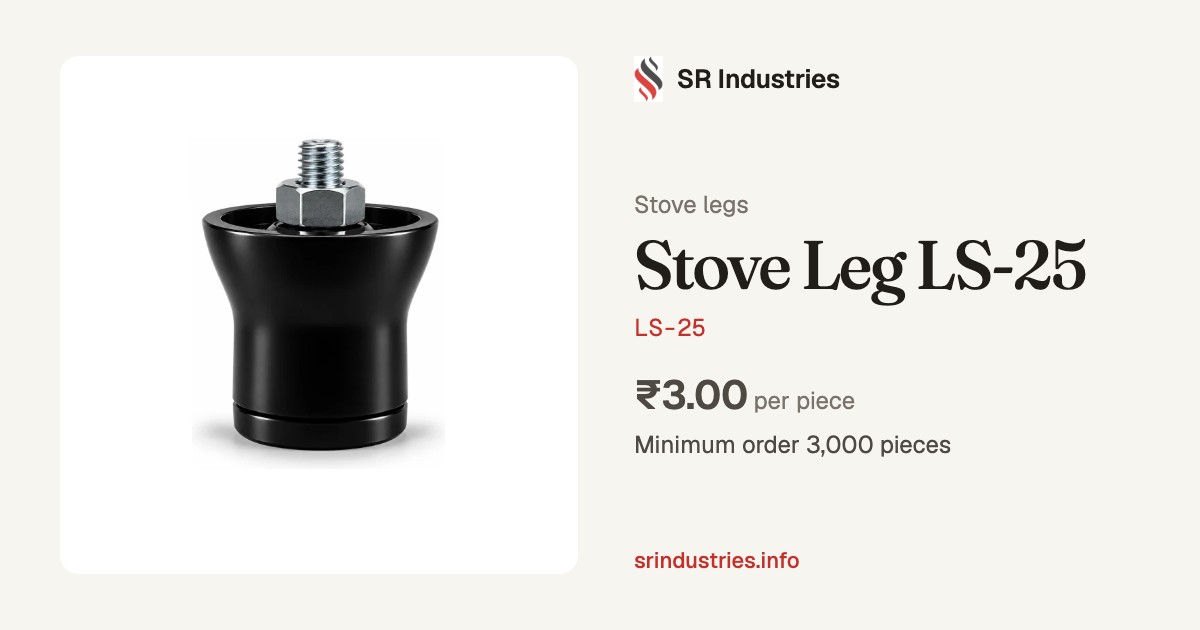 SR Industries
Stove legs
Stove Leg LS-25
LS-25
₹3.00 per piece
Minimum order 3,000 pieces
srindustries.info